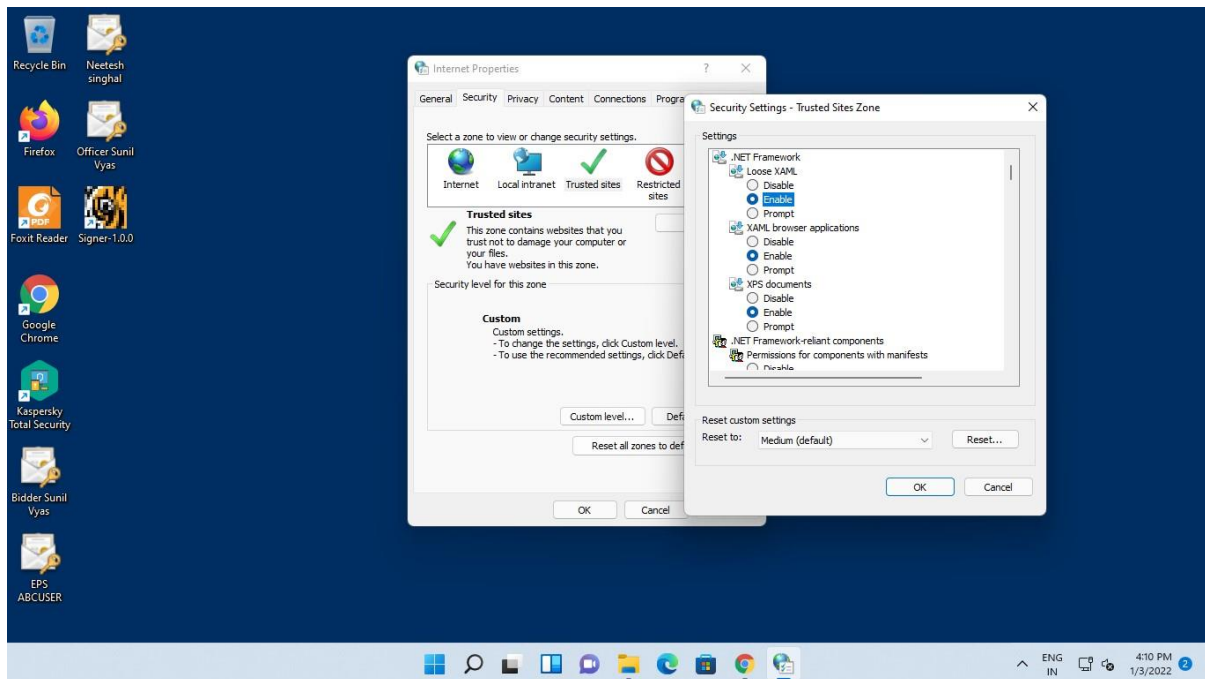 Recycle Bin
Neetesh
singhal
Firefox
Officer Sunil
Vyas
PDF
Foxit Reader
Signer-1.0.0
Google
Chrome
Kaspersky
Total Security
Bidder Sunil
Vyas
EPS
ABCUSER
Internet Properties
?
General Security Privacy Content Connections Progra
Select a zone to view or change security settings.
Internet
Local intranet
Trusted sites
Restricted
sites
Trusted sites
This zone contains websites that you
trust not to damage your computer or
your files.
You have websites in this zone.
Security level for this zone
Custom
Custom settings.
- To change the settings, click Custom level.
- To use the recommended settings, click Defa
Custom level...
Defa
Reset all zones to def
OK
Cancel
Security Settings - Trusted Sites Zone
Settings
.NET Framework
Loose XAML
Disable
Enable
Prompt
XAML browser applications
Disable
Enable
Prompt
XPS documents
Disable
Enable
Prompt
.NET Framework-reliant components
Permissions for components with manifests
Disable
Reset custom settings
Reset to: Medium (default)
Reset...
OK
Cancel
ENG
IN
4:10 PM
1/3/2022
2